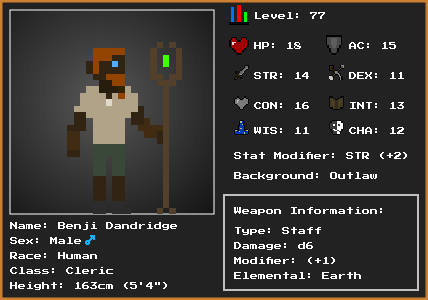 Level: 77
HP: 18
AC: 15
STR: 14
DEX: 11
CON: 16
INT: 13
WIS: 11
CHA: 12
Stat Modifier: STR (+2)
Background: Outlaw
Weapon Information:
Type: Staff
Damage: d6
Modifier: (+1)
Elemental: Earth
Name: Benji Dandridge
Sex: Male ♂
Race: Human
Class: Cleric
Height: 163cm (5'4")